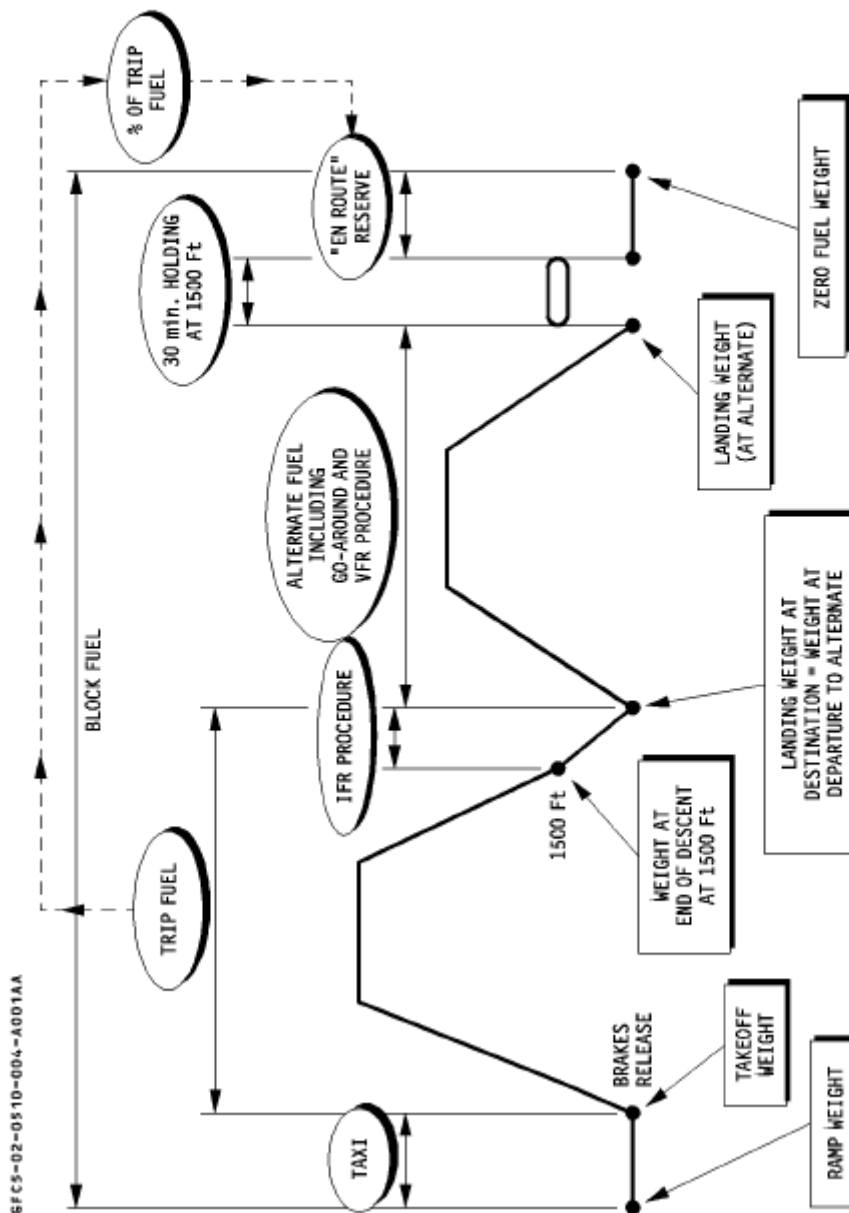 GFC5-02-0510-004-A001AA
% OF TRIP
FUEL
BLOCK FUEL
30 min. HOLDING
AT 1500 Ft
TRIP FUEL
"EN ROUTE"
RESERVE
ALTERNATE FUEL
INCLUDING
GO-AROUND AND
VFR PROCEDURE
IFR PROCEDURE
TAXI
1500 Ft
BRAKES
RELEASE
TAKEOFF
WEIGHT
RAMP WEIGHT
WEIGHT AT
END OF DESCENT
AT 1500 Ft
LANDING WEIGHT AT
DESTINATION = WEIGHT AT
DEPARTURE TO ALTERNATE
LANDING WEIGHT
(AT ALTERNATE)
ZERO FUEL WEIGHT